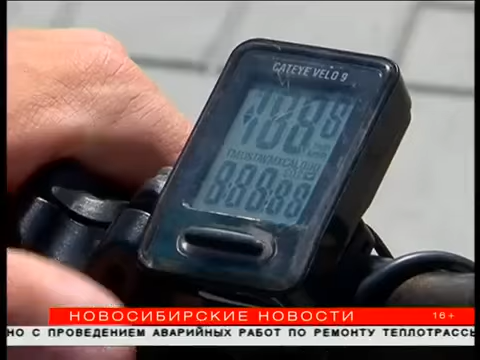 CATEYE VELO 9
НОВОСИБИРСКИЕ НОВОСТИ 16+
НО С ПРОВЕДЕНИЕМ АВАРИЙНЫХ РАБОТ ПО РЕМОНТУ ТЕПЛОТРАССЫ